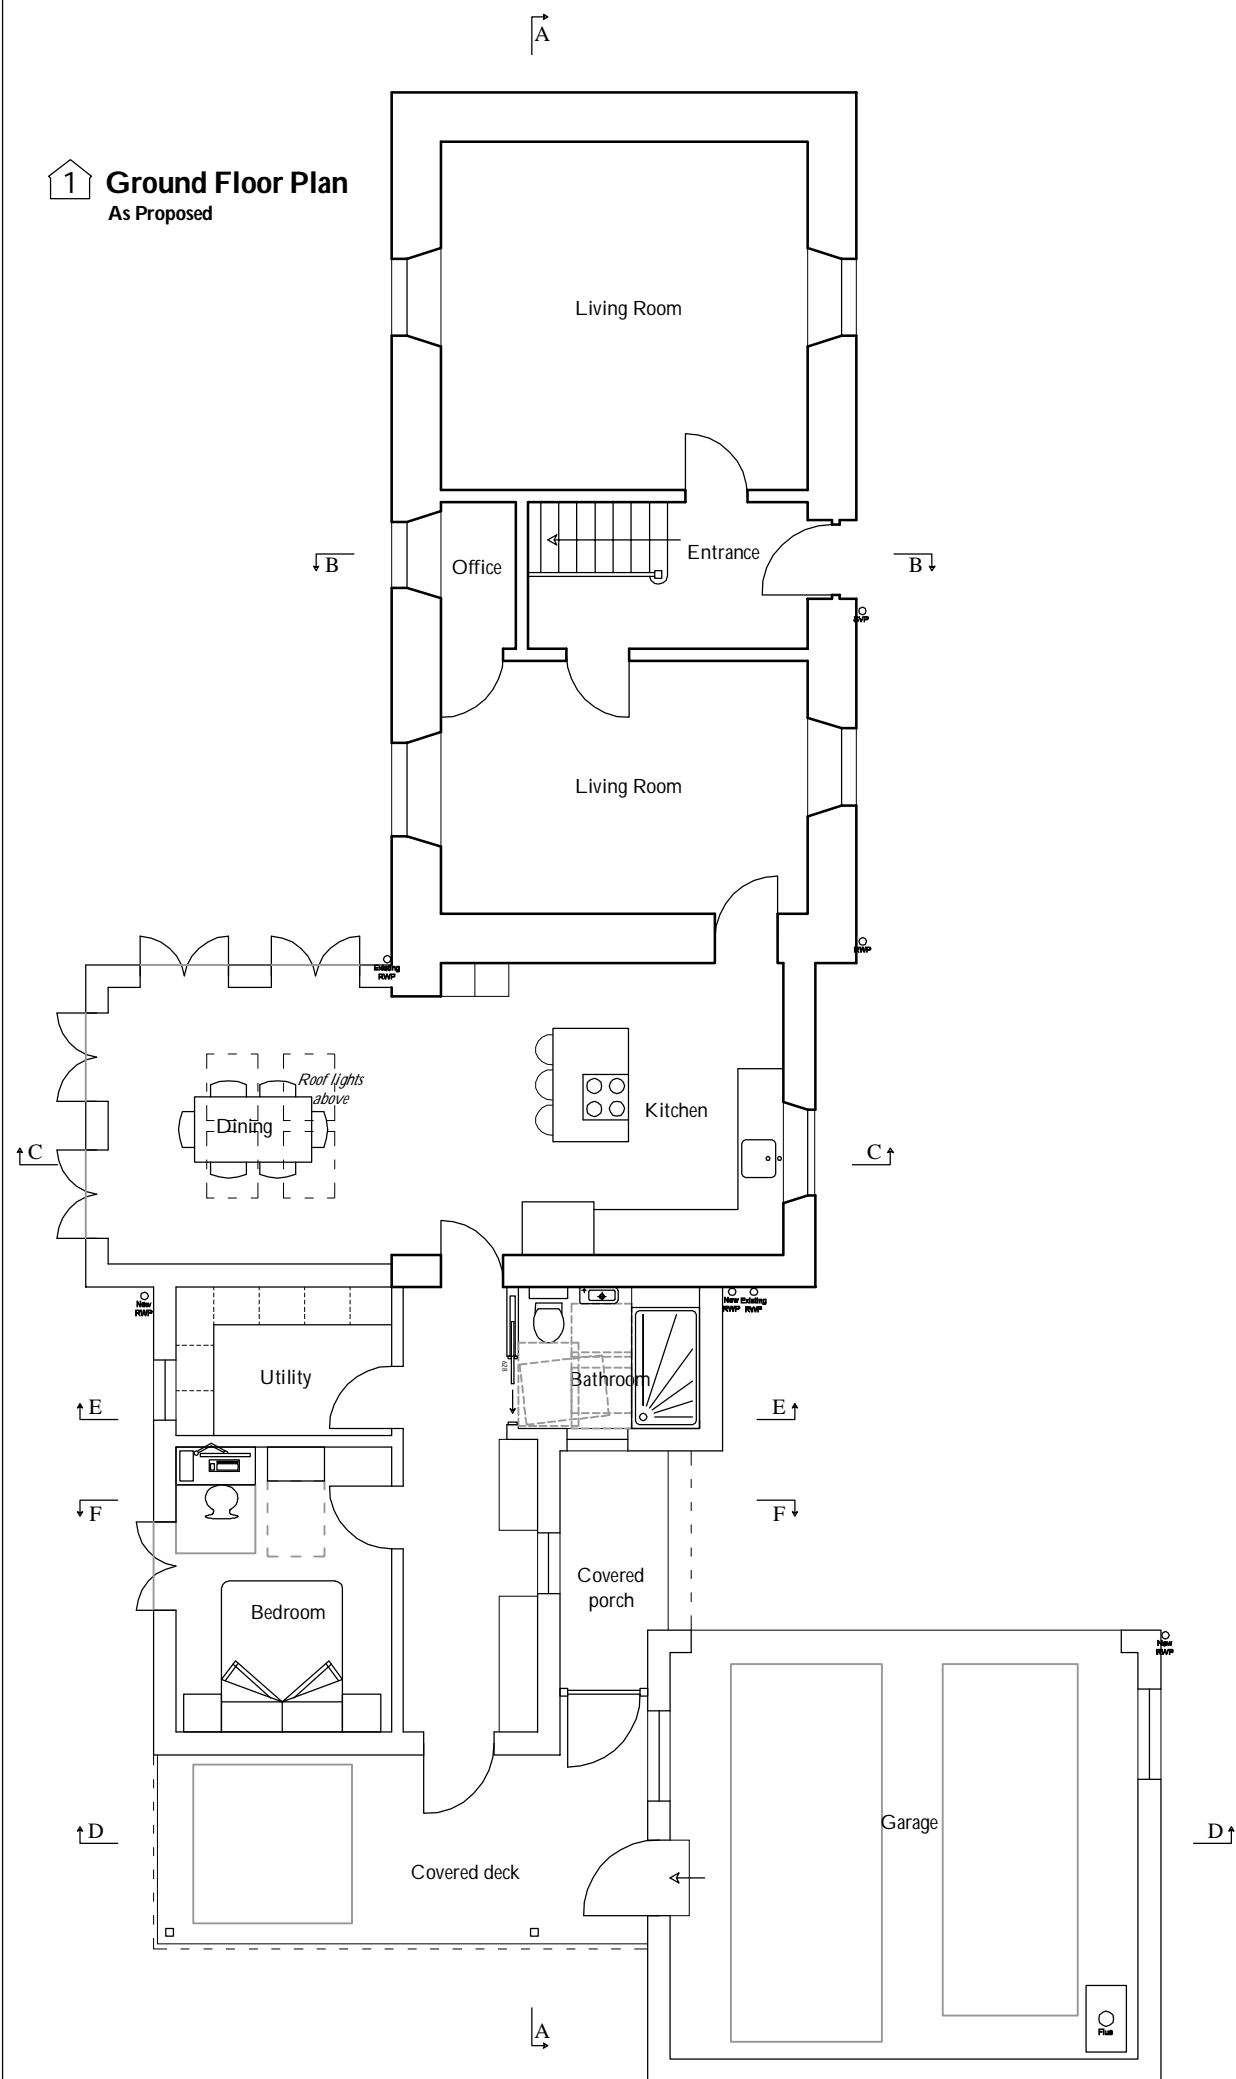 A
1 Ground Floor Plan
As Proposed
Living Room
B
Office
Entrance
B
SVP
Living Room
RWP
Existing
RWP
Roof lights
above
Dining
Kitchen
C
C
New
RWP
New Existing
RWP RWP
628
Utility
Bathroom
E
E
F
F
Covered
porch
Bedroom
New
RWP
Garage
D
D
Covered deck
Flue
A